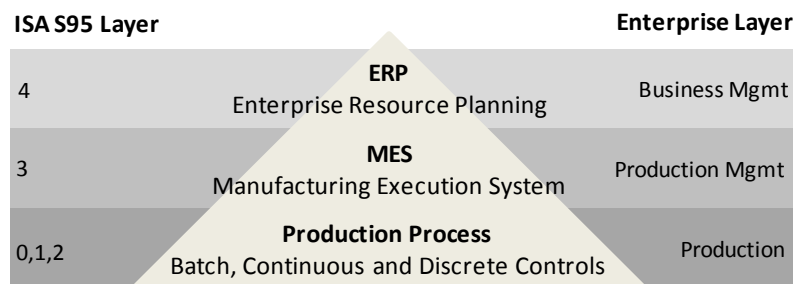 ISA S95 Layer
Enterprise Layer
ERP
4
Business Mgmt
Enterprise Resource Planning
MES
3
Production Mgmt
Manufacturing Execution System
Production Process
0,1,2
Production
Batch, Continuous and Discrete Controls